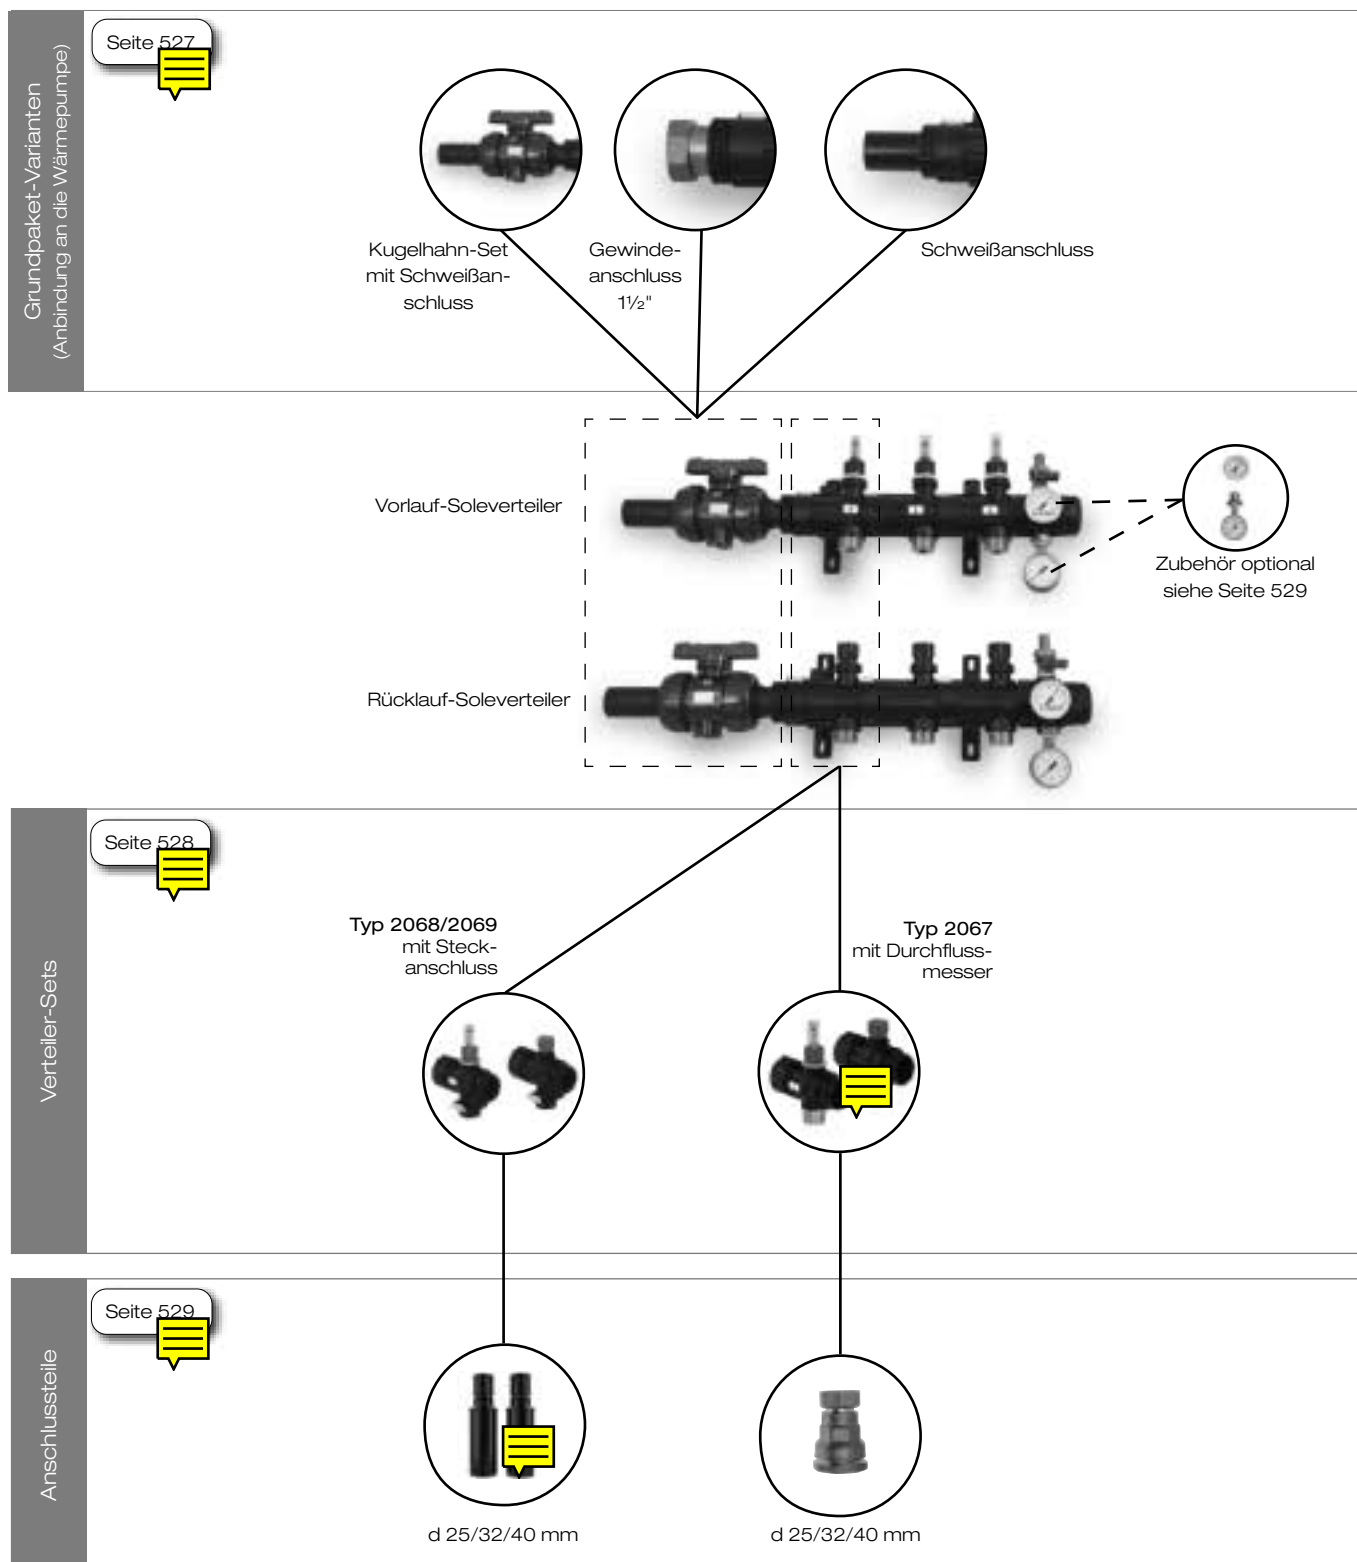 Grundpaket-Varianten
(Anbindung an die Wärmepumpe)
Seite 527
Kugelhahn-Set
mit Schweißan-
schluss
Gewinde-
anschluss
1½"
Schweißanschluss
Vorlauf-Soleverteiler
Zubehör optional
siehe Seite 529
Rücklauf-Soleverteiler
Verteiler-Sets
Seite 528
Typ 2068/2069
mit Steck-
anschluss
Typ 2067
mit Durchfluss-
messer
Anschlussteile
Seite 529
d 25/32/40 mm
d 25/32/40 mm